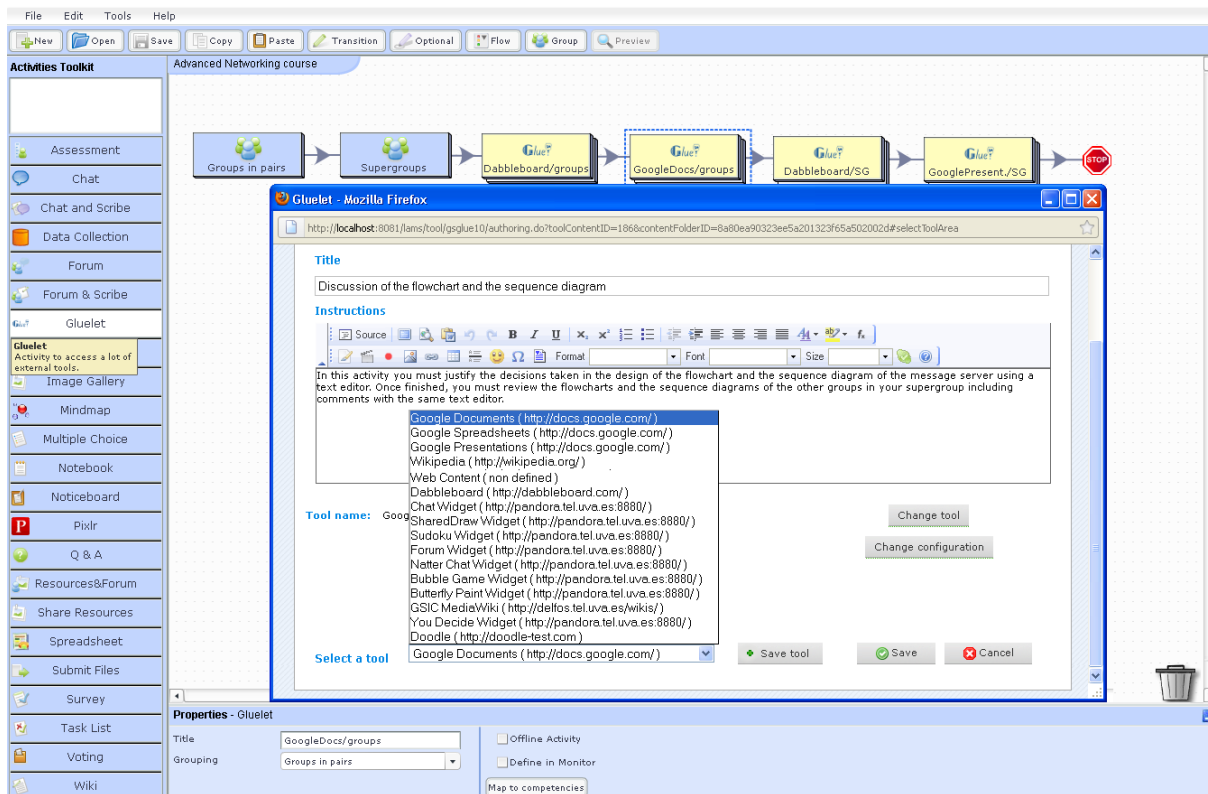 File Edit Tools Help
New Open Save Copy Paste Transition Optional Flow Group Preview
Activities Toolkit
Advanced Networking course
Assessment
Chat
Chat and Scribe
Data Collection
Forum
Forum & Scribe
Gluelet
Gluelet
Activity to access a lot of
external tools.
Image Gallery
Mindmap
Multiple Choice
Notebook
Noticeboard
Pixlr
Q & A
Resources&Forum
Share Resources
Spreadsheet
Submit Files
Survey
Task List
Voting
Wiki
Groups in pairs
Supergroups
Glue!
Dabbleboard/groups
Glue!
GoogleDocs/groups
Glue!
Dabbleboard/SG
Glue!
GooglePresent./SG
STOP
Gluelet - Mozilla Firefox
http://localhost:8081/lams/tool/gsglue10/authoring.do?toolContentID=186&contentFolderID=8a80ea90323ee5a201323f65a502002d#selectToolArea
Title
Discussion of the flowchart and the sequence diagram
Instructions
Source B I U
Format Font Size
In this activity you must justify the decisions taken in the design of the flowchart and the sequence diagram of the message server using a
text editor. Once finished, you must review the flowcharts and the sequence diagrams of the other groups in your supergroup including
comments with the same text editor.
Google Documents ( http://docs.google.com/ )
Google Spreadsheets ( http://docs.google.com/ )
Google Presentations ( http://docs.google.com/ )
Wikipedia ( http://wikipedia.org/ )
Web Content ( non defined )
Dabbleboard ( http://dabbleboard.com/ )
Chat Widget ( http://pandora.tel.uva.es:8880/ )
SharedDraw Widget ( http://pandora.tel.uva.es:8880/ )
Sudoku Widget ( http://pandora.tel.uva.es:8880/ )
Forum Widget ( http://pandora.tel.uva.es:8880/ )
Natter Chat Widget ( http://pandora.tel.uva.es:8880/ )
Bubble Game Widget ( http://pandora.tel.uva.es:8880/ )
Butterfly Paint Widget ( http://pandora.tel.uva.es:8880/ )
GSIC MediaWiki ( http://delfos.tel.uva.es/wikis/ )
You Decide Widget ( http://pandora.tel.uva.es:8880/ )
Doodle ( http://doodle-test.com )
Tool name: Goog
Change tool
Change configuration
Select a tool Google Documents ( http://docs.google.com/ ) Save tool Save Cancel
Properties - Gluelet
Title GoogleDocs/groups
Grouping Groups in pairs
Offline Activity
Define in Monitor
Map to competencies